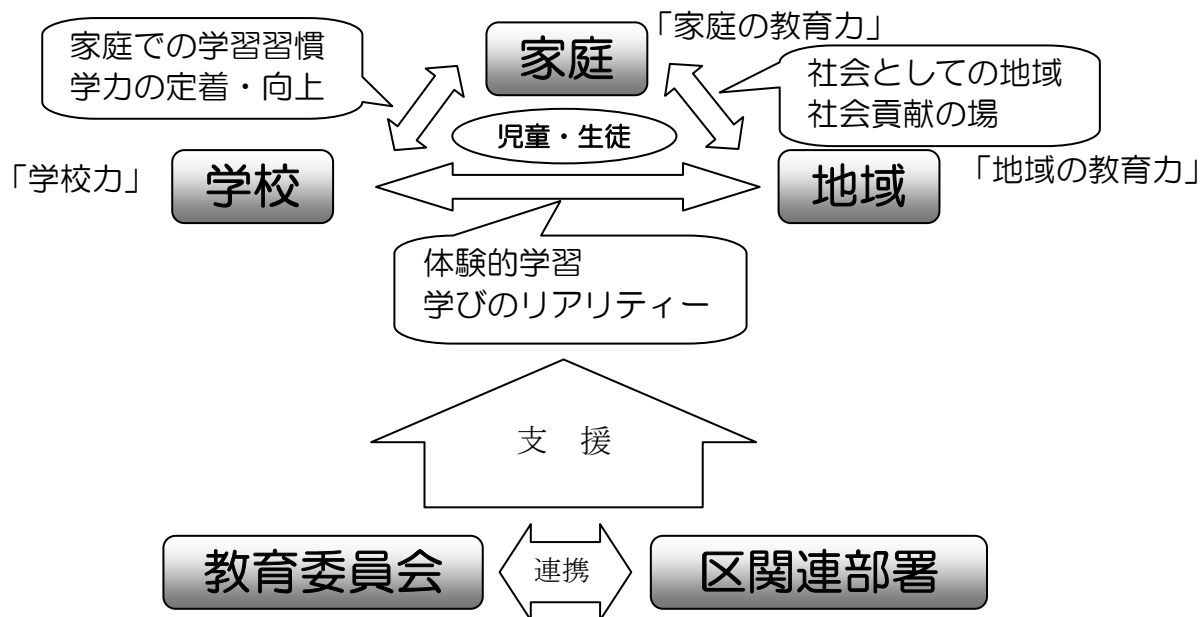 「家庭の教育力」
家庭
家庭での学習習慣
学力の定着・向上
社会としての地域
社会貢献の場
児童・生徒
「学校力」
学校
地域
「地域の教育力」
体験的学習
学びのリアリティー
支 援
教育委員会
連携
区関連部署